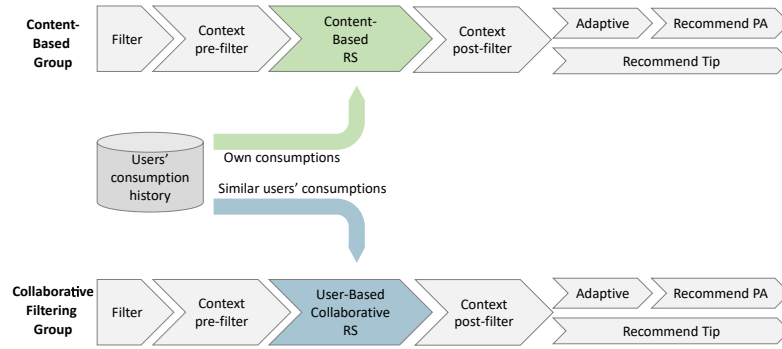 Content-
Based
Group
Filter
Context
pre-filter
Content-
Based
RS
Context
post-filter
Adaptive
Recommend PA
Recommend Tip
Users'
consumption
history
Own consumptions
Similar users' consumptions
Collaborative
Filtering
Group
Filter
Context
pre-filter
User-Based
Collaborative
RS
Context
post-filter
Adaptive
Recommend PA
Recommend Tip